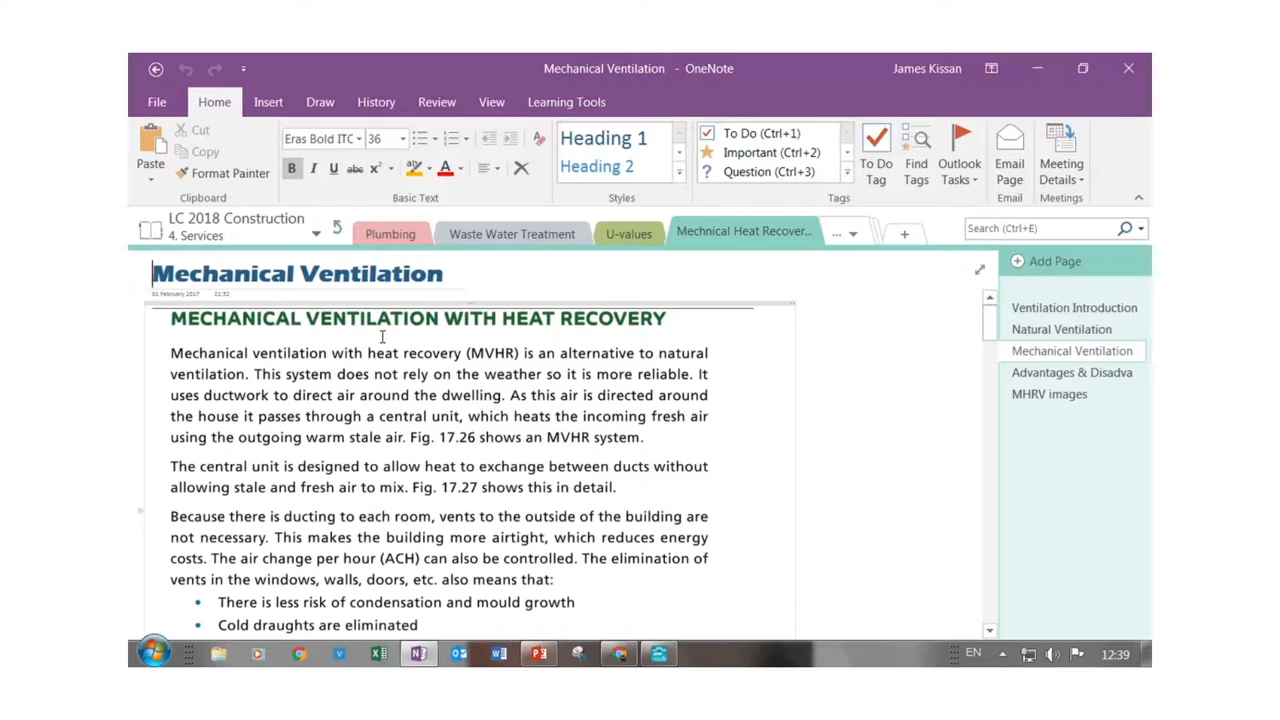 Mechanical Ventilation - OneNote
James Kissan
File Home Insert Draw History Review View Learning Tools
Paste
Cut
Copy
Format Painter
Clipboard
Eras Bold ITC 36
B I U abc x² A
Basic Text
Heading 1
Heading 2
Styles
To Do (Ctrl+1)
Important (Ctrl+2)
Question (Ctrl+3)
To Do
Tag
Find
Tags
Outlook
Tasks
Tags
Email
Page
Email
Meeting
Details
Meetings
LC 2018 Construction
4. Services
Plumbing
Waste Water Treatment
U-values
Mechnical Heat Recover...
...
Search (Ctrl+E)
Mechanical Ventilation
01 February 2017 21:32
MECHANICAL VENTILATION WITH HEAT RECOVERY
Mechanical ventilation with heat recovery (MVHR) is an alternative to natural
ventilation. This system does not rely on the weather so it is more reliable. It
uses ductwork to direct air around the dwelling. As this air is directed around
the house it passes through a central unit, which heats the incoming fresh air
using the outgoing warm stale air. Fig. 17.26 shows an MVHR system.
The central unit is designed to allow heat to exchange between ducts without
allowing stale and fresh air to mix. Fig. 17.27 shows this in detail.
Because there is ducting to each room, vents to the outside of the building are
not necessary. This makes the building more airtight, which reduces energy
costs. The air change per hour (ACH) can also be controlled. The elimination of
vents in the windows, walls, doors, etc. also means that:
• There is less risk of condensation and mould growth
• Cold draughts are eliminated
Add Page
Ventilation Introduction
Natural Ventilation
Mechanical Ventilation
Advantages & Disadva
MHRV images
EN
12:39